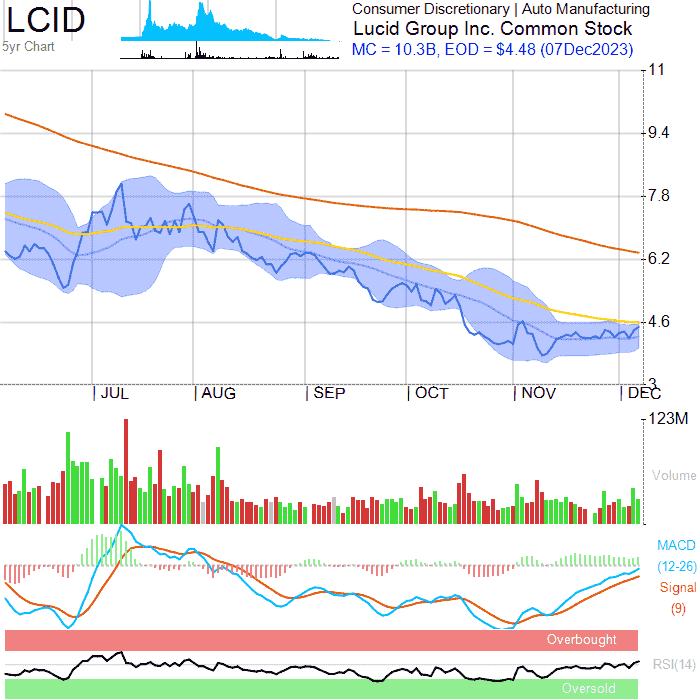 LCID
5yr Chart
Consumer Discretionary | Auto Manufacturing
Lucid Group Inc. Common Stock
MC = 10.3B, EOD = $4.48 (07Dec2023)
11
9.4
7.8
6.2
4.6
3
JUL AUG SEP OCT NOV DEC
123M
Volume
MACD
(12-26)
Signal
(9)
Overbought
RSI(14)
Oversold